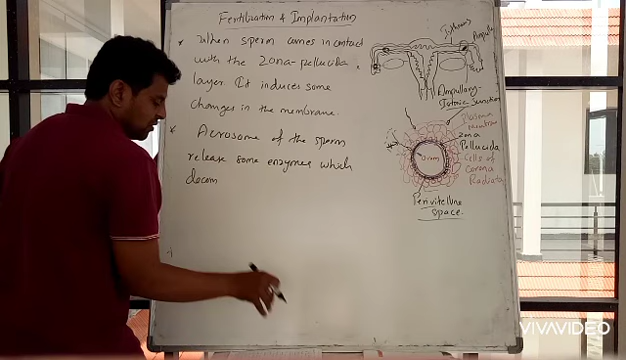 Fertilization & Implantation
* When sperm comes in contact
with the Zona-pellucida
layer. It induces some
changes in the membrane.
* Acrosome of the sperm
release some enzymes which
decom
Isthmus
Ampulla
Ampullary-
Isthmic Junction
Plasma
membrane
Zona
Pellucida
Cells of
Corona
Radiata
Ovum
Perivitelline
space.
VIVAVIDEO